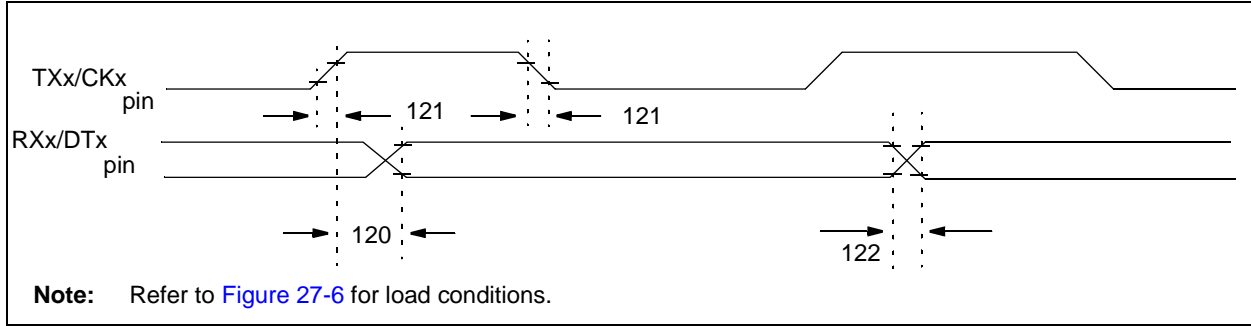 TXx/CKx
pin
121
121
RXx/DTx
pin
120
122
Note: Refer to Figure 27-6 for load conditions.